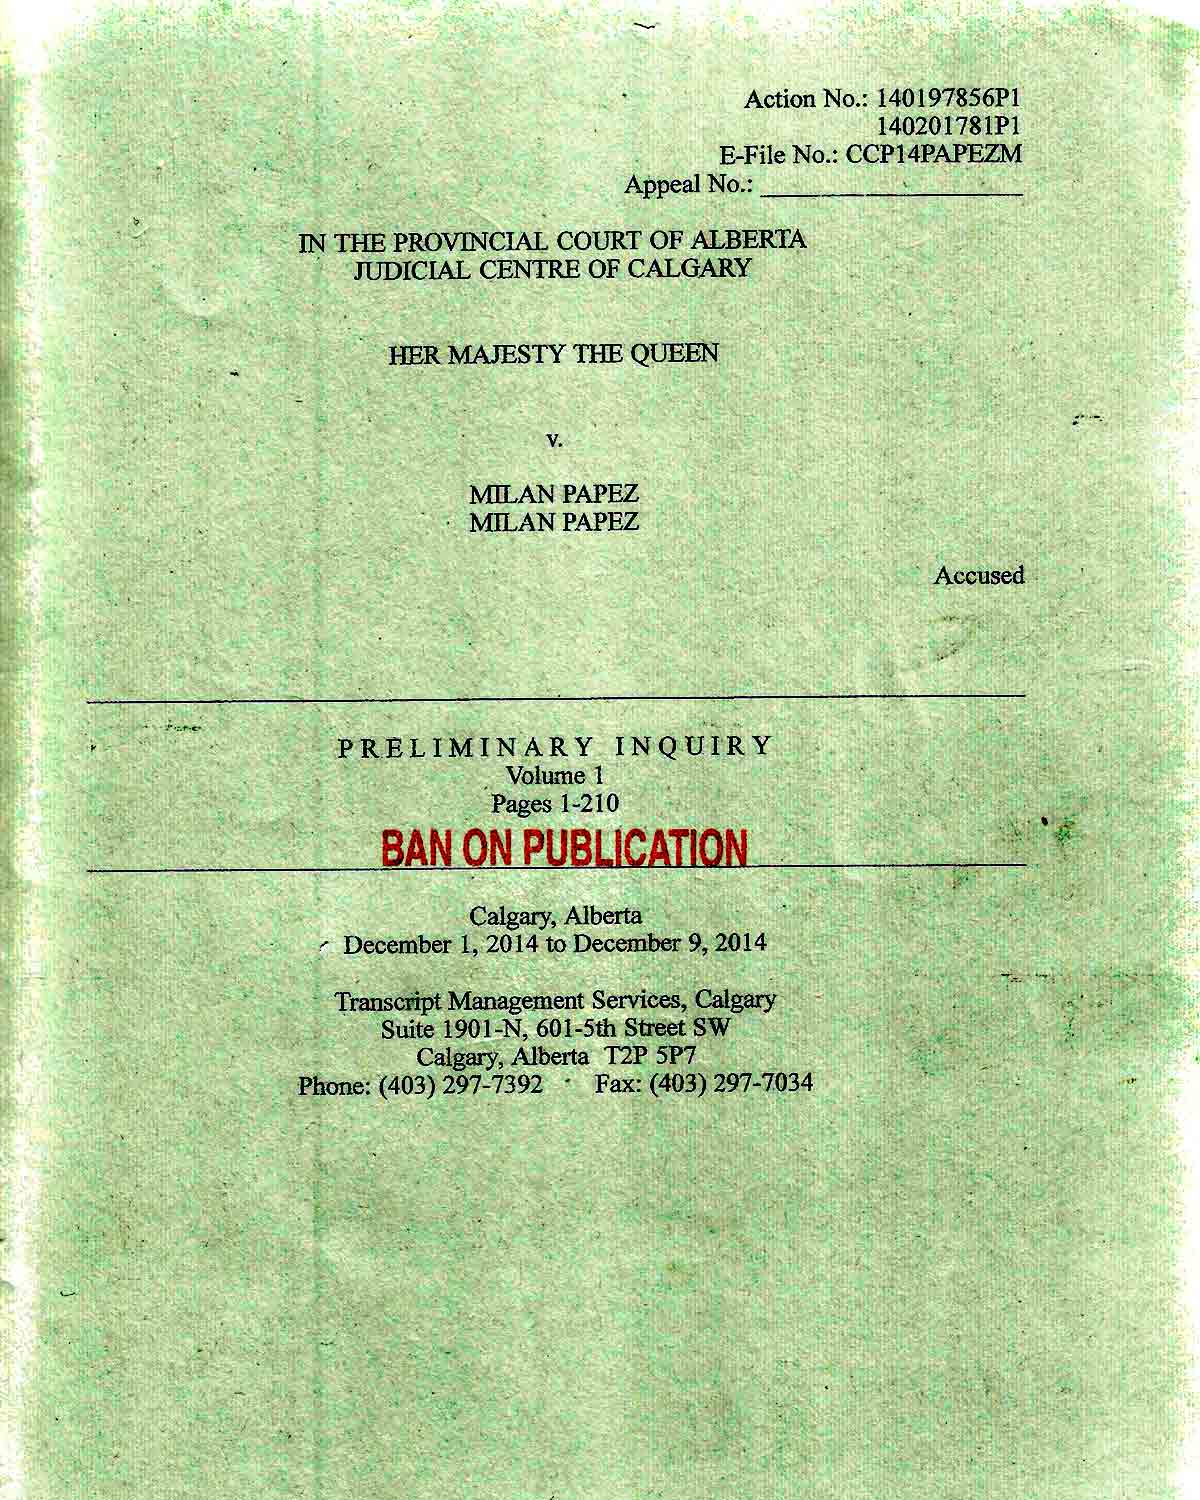 Action No.: 140197856P1
140201781P1
E-File No.: CCP14PAPEZM
Appeal No.: 
IN THE PROVINCIAL COURT OF ALBERTA
JUDICIAL CENTRE OF CALGARY
HER MAJESTY THE QUEEN
v.
MILAN PAPEZ
MILAN PAPEZ
Accused
PRELIMINARY INQUIRY
Volume 1
Pages 1-210
BAN ON PUBLICATION
Calgary, Alberta
December 1, 2014 to December 9, 2014
Transcript Management Services, Calgary
Suite 1901-N, 601-5th Street SW
Calgary, Alberta T2P 5P7
Phone: (403) 297-7392 Fax: (403) 297-7034